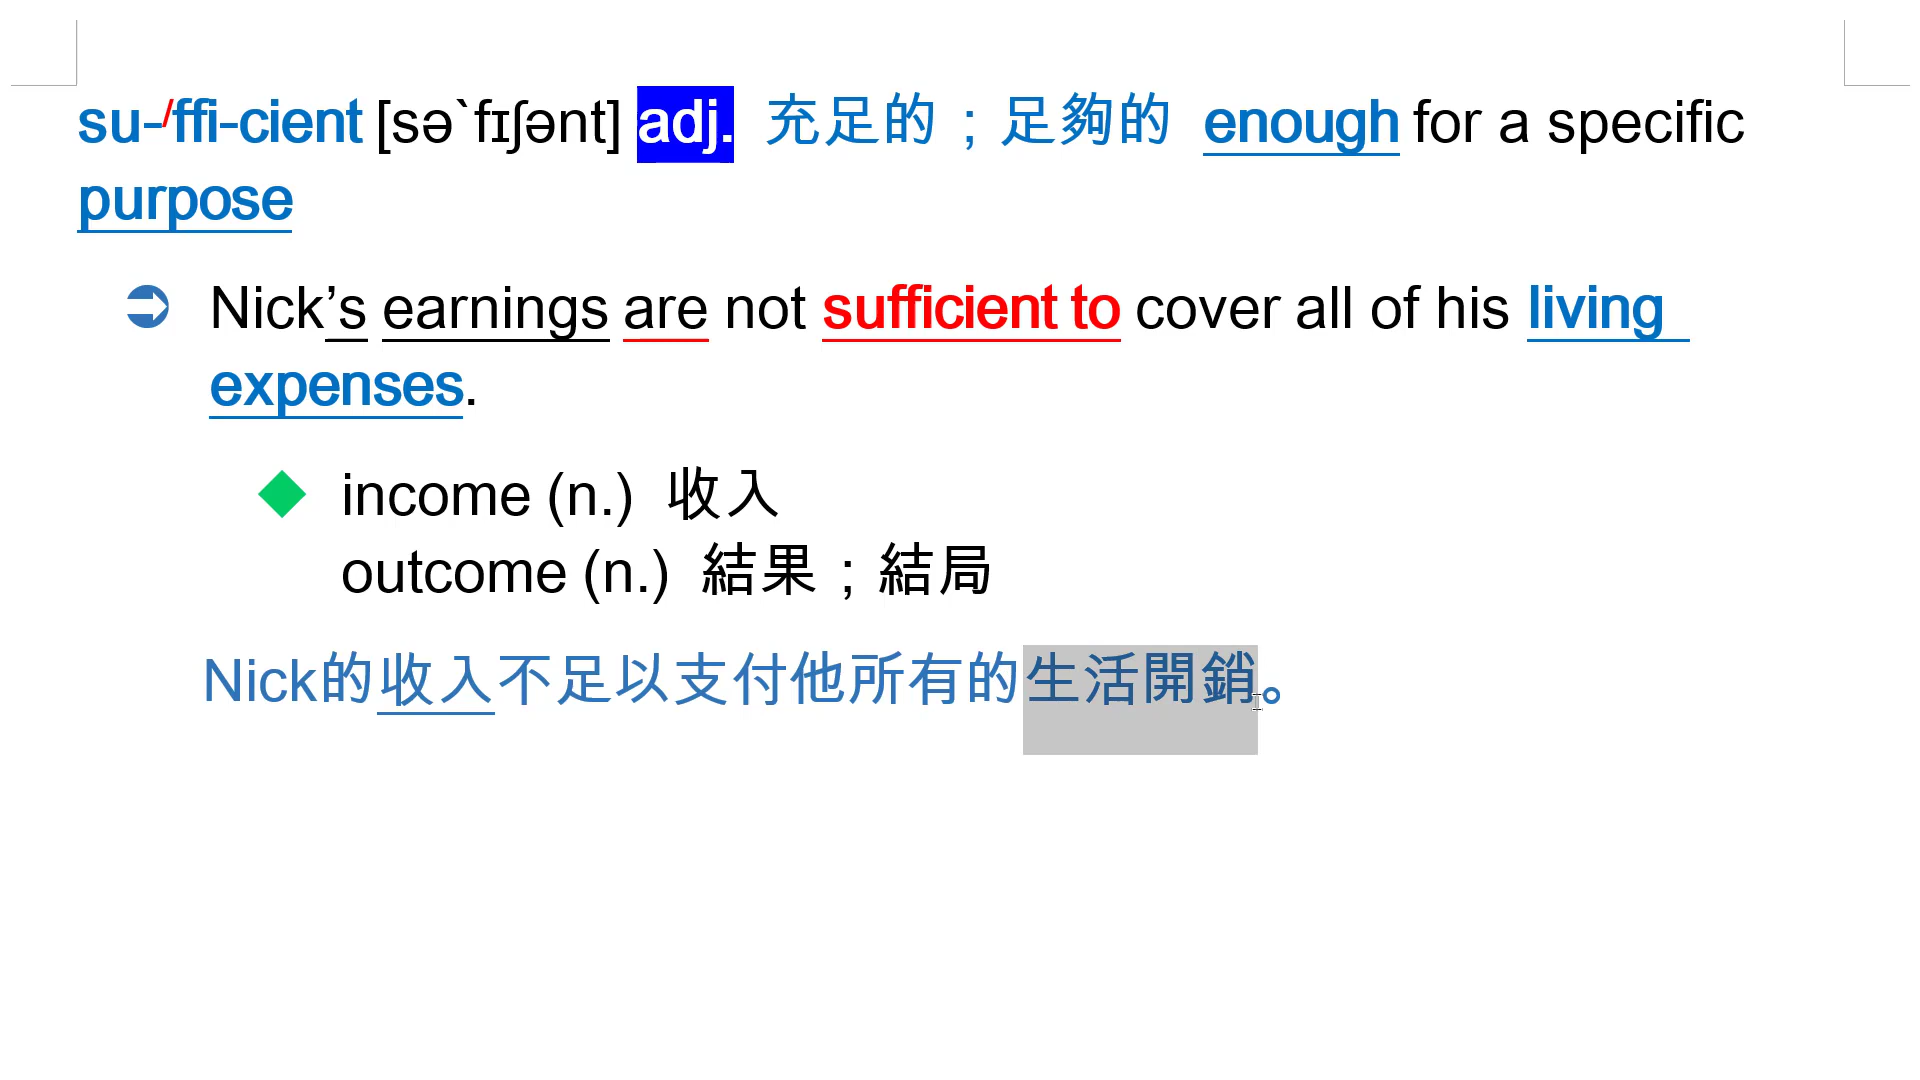 su-/ffi-cient [səˋfɪʃənt] adj. 充足的；足夠的 enough for a specific
purpose
Nick’s earnings are not sufficient to cover all of his living
expenses.
income (n.) 收入
outcome (n.) 結果；結局
Nick的收入不足以支付他所有的生活開銷。